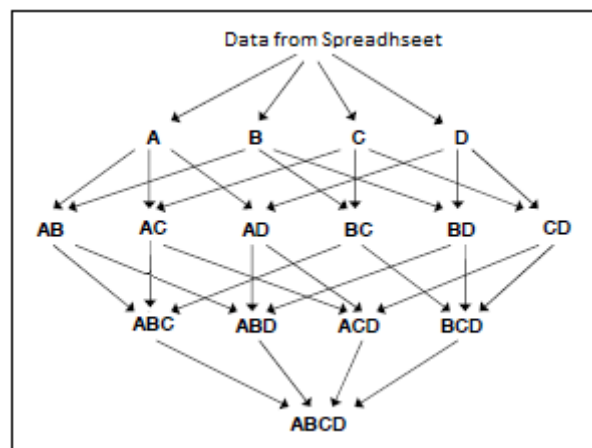 Data from Spreadhseet
A B C D
AB AC AD BC BD CD
ABC ABD ACD BCD
ABCD